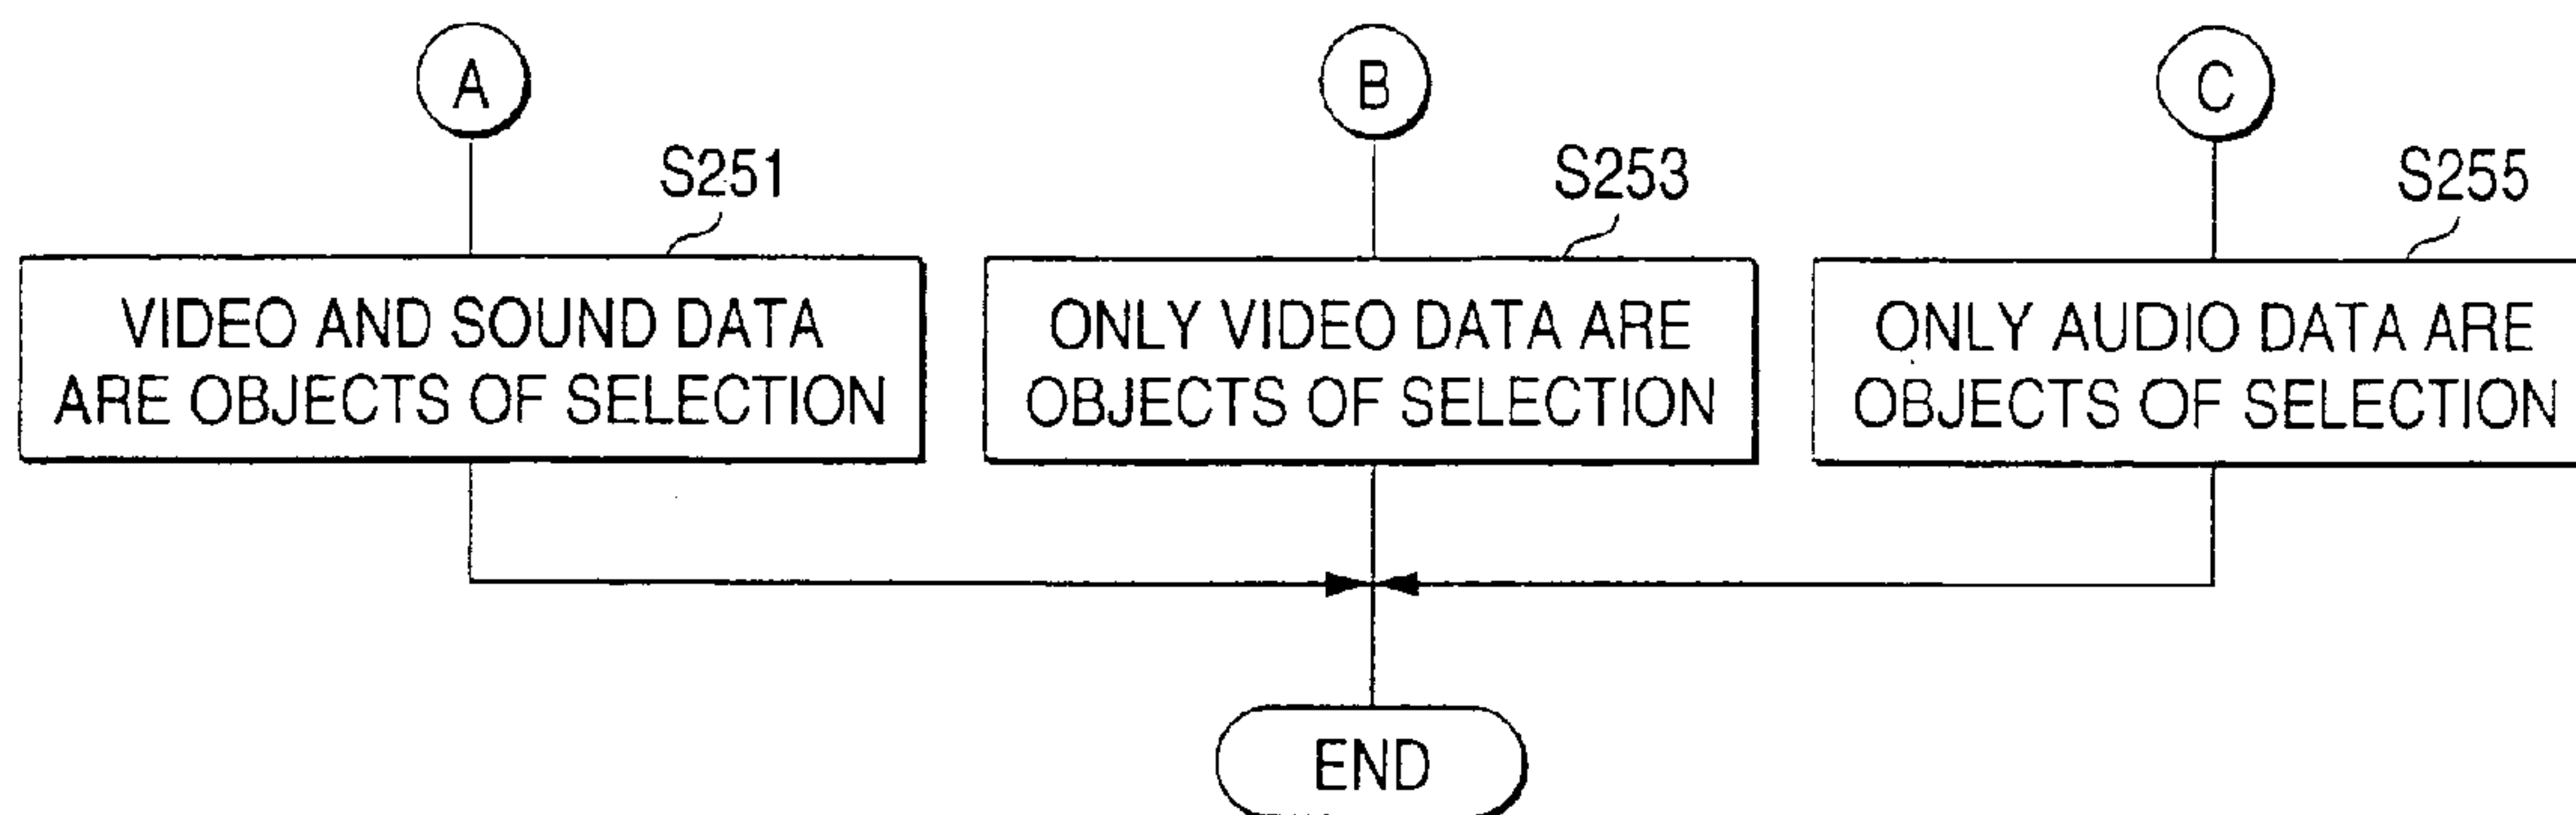 A
B
C
S251
S253
S255
VIDEO AND SOUND DATA
ARE OBJECTS OF SELECTION
ONLY VIDEO DATA ARE
OBJECTS OF SELECTION
ONLY AUDIO DATA ARE
OBJECTS OF SELECTION
END